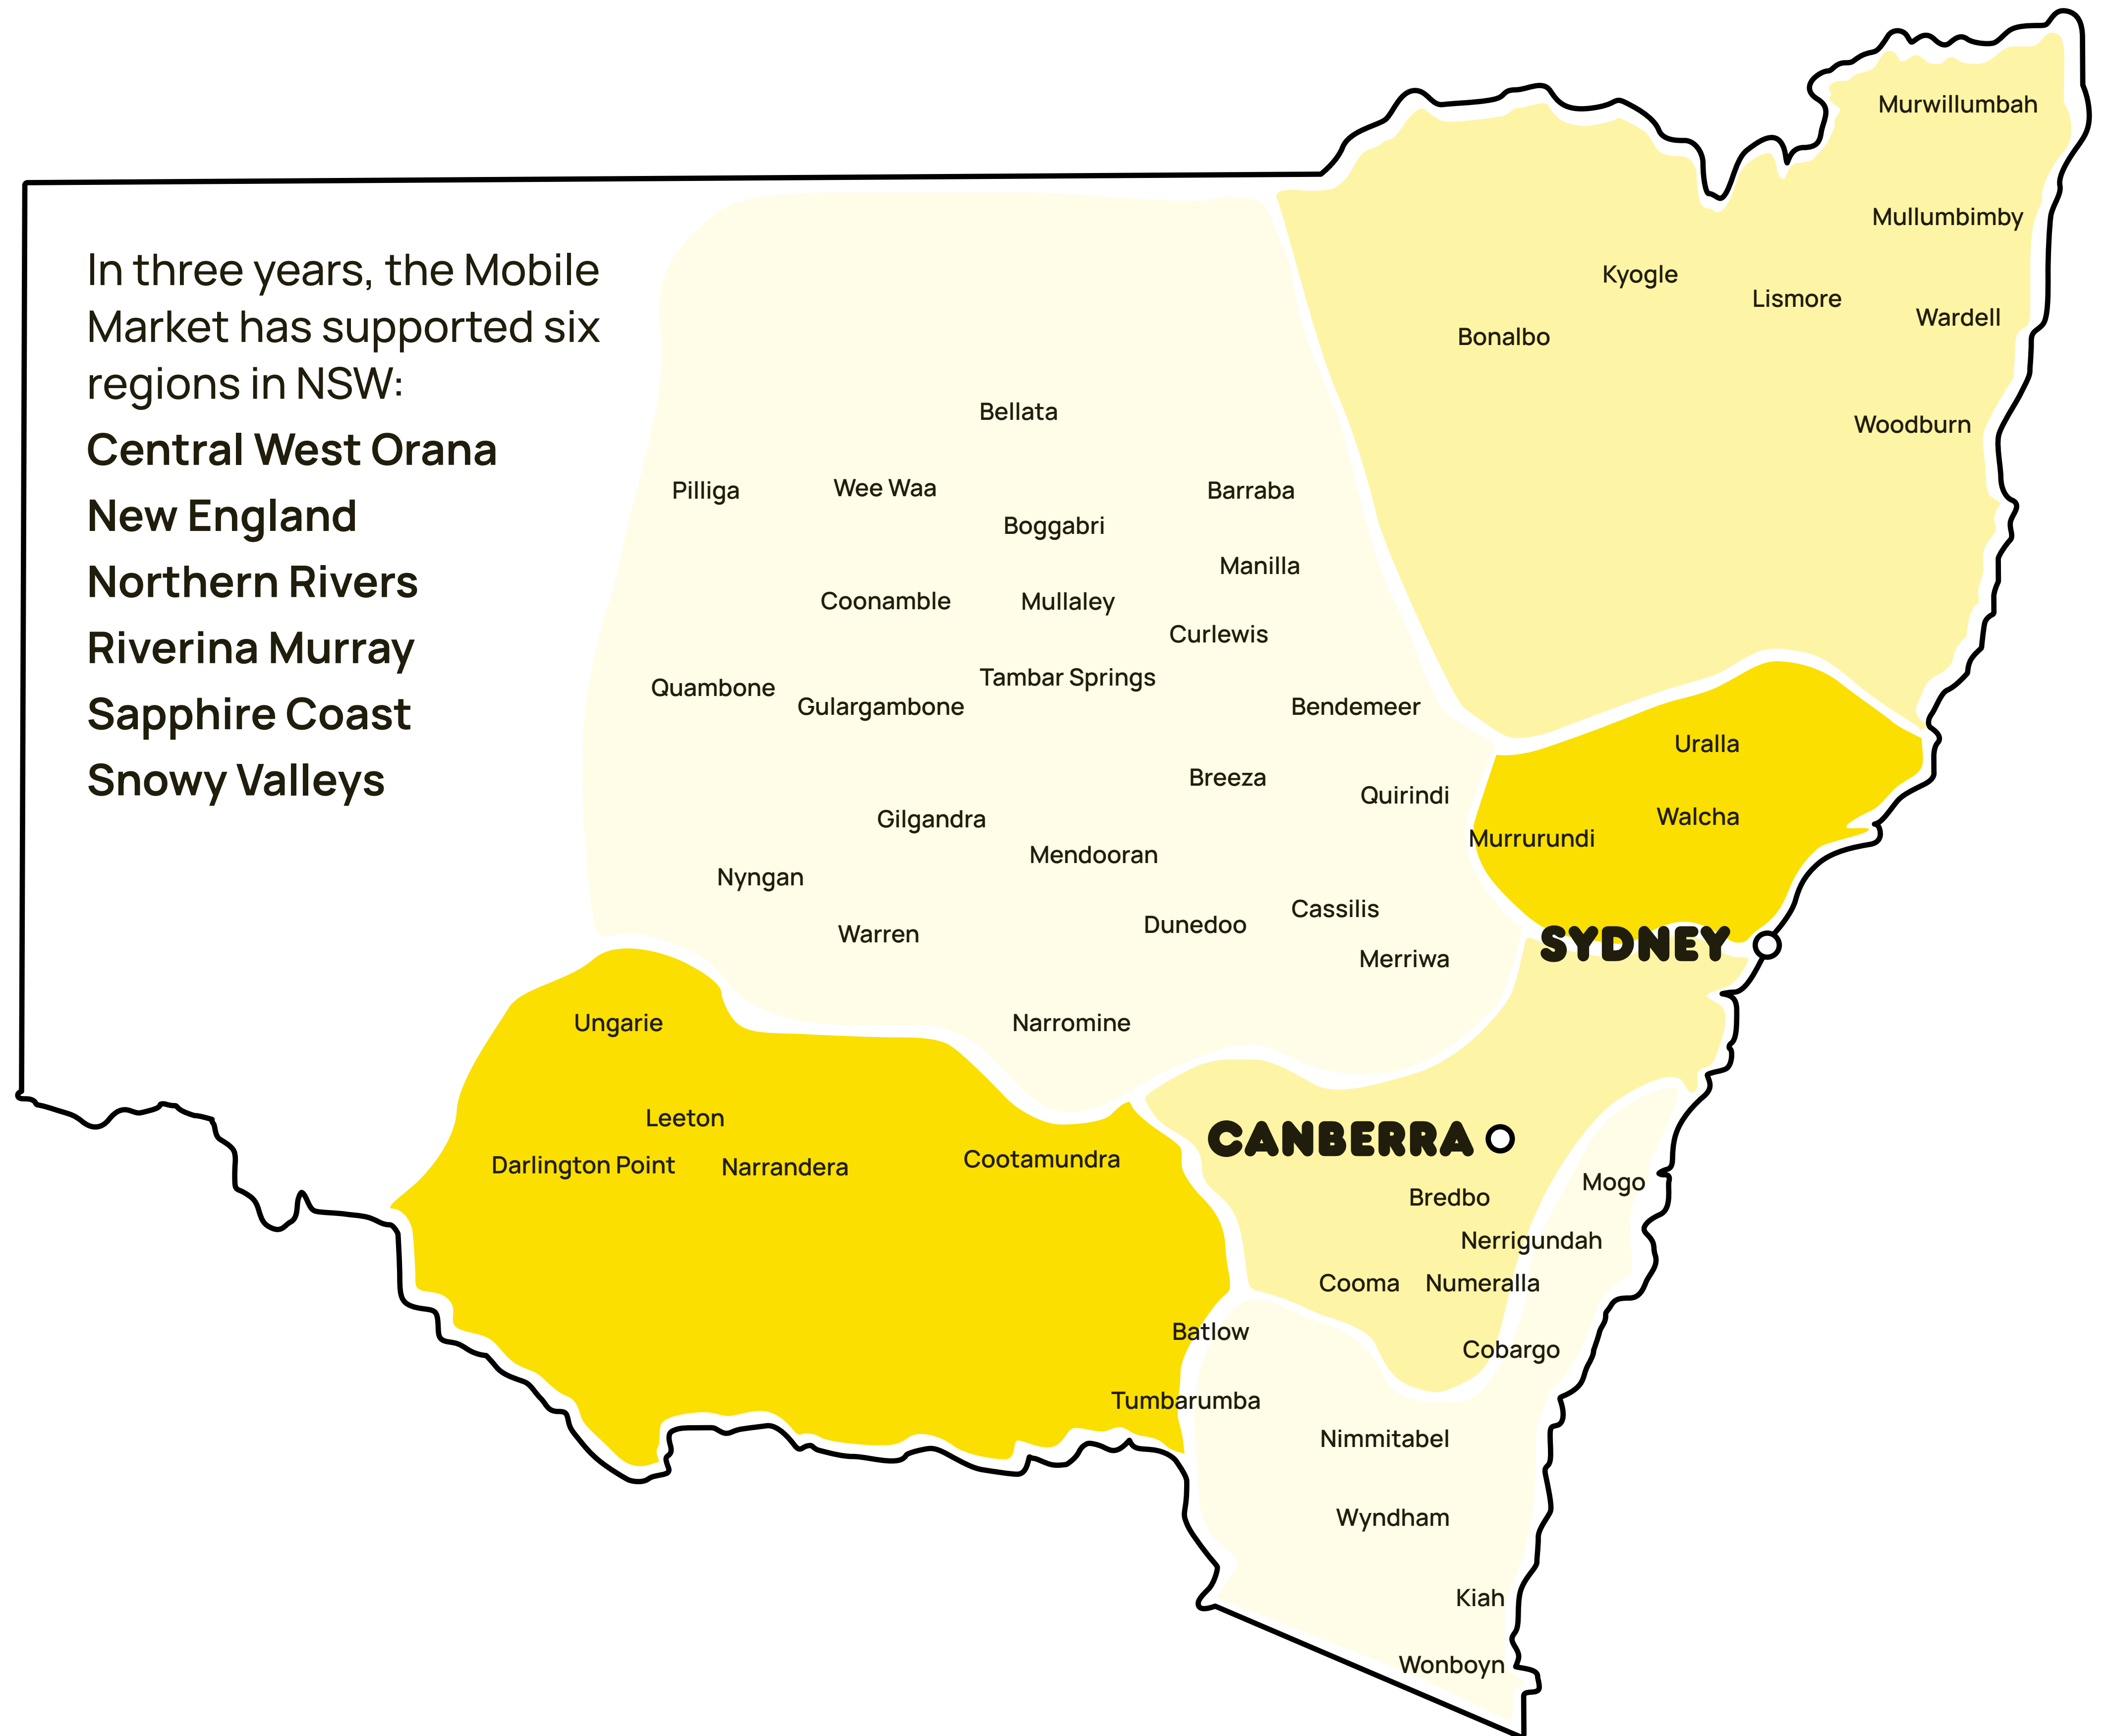 In three years, the Mobile
Market has supported six
regions in NSW:
Central West Orana
New England
Northern Rivers
Riverina Murray
Sapphire Coast
Snowy Valleys
Murwillumbah
Mullumbimby
Kyogle
Lismore
Wardell
Bonalbo
Woodburn
Bellata
Pilliga
Wee Waa
Barraba
Boggabri
Manilla
Coonamble
Mullaley
Curlewis
Tambar Springs
Quambone
Gulargambone
Bendemeer
Breeza
Quirindi
Gilgandra
Mendooran
Nyngan
Cassilis
Dunedoo
Warren
Merriwa
Narromine
Uralla
Walcha
Murrurundi
SYDNEY
Ungarie
Leeton
Darlington Point
Narrandera
Cootamundra
CANBERRA
Mogo
Bredbo
Nerrigundah
Cooma
Numeralla
Batlow
Cobargo
Tumbarumba
Nimmitabel
Wyndham
Kiah
Wonboyn